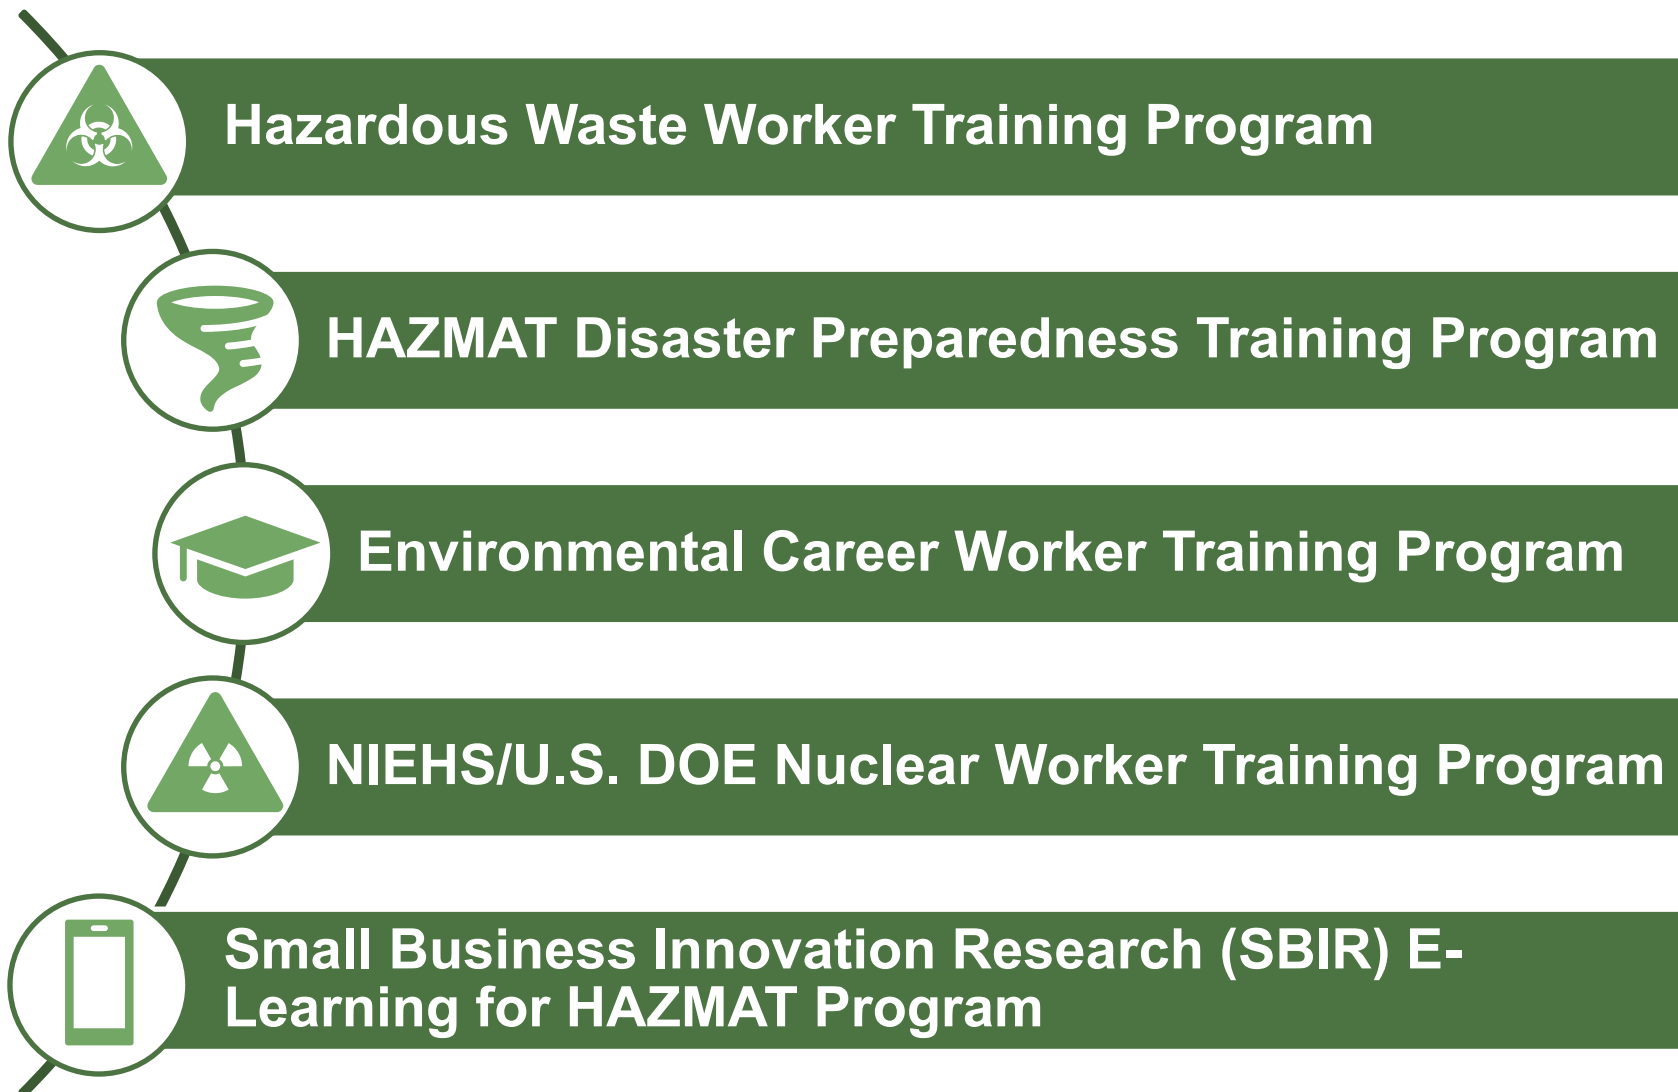 Hazardous Waste Worker Training Program
HAZMAT Disaster Preparedness Training Program
Environmental Career Worker Training Program
NIEHS/U.S. DOE Nuclear Worker Training Program
Small Business Innovation Research (SBIR) E-
Learning for HAZMAT Program